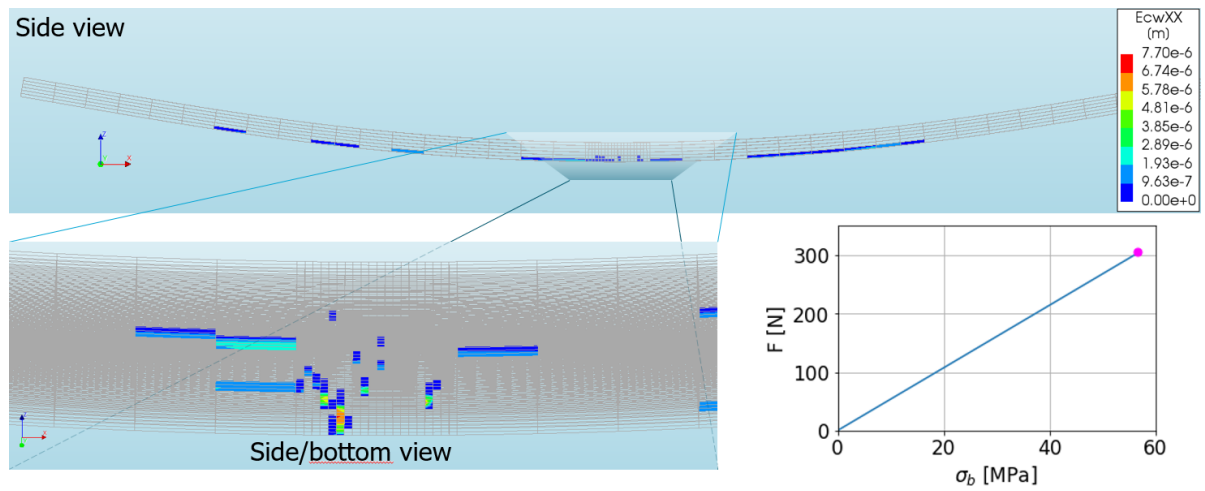 Side view
EcwXX
(m)
7.70e-6
6.74e-6
5.78e-6
4.81e-6
3.85e-6
2.89e-6
1.93e-6
9.63e-7
0.00e+0
Z
Y
X
Side/bottom view
Z
Y
X
F [N]
300
200
100
0
0 20 40 60
σb [MPa]